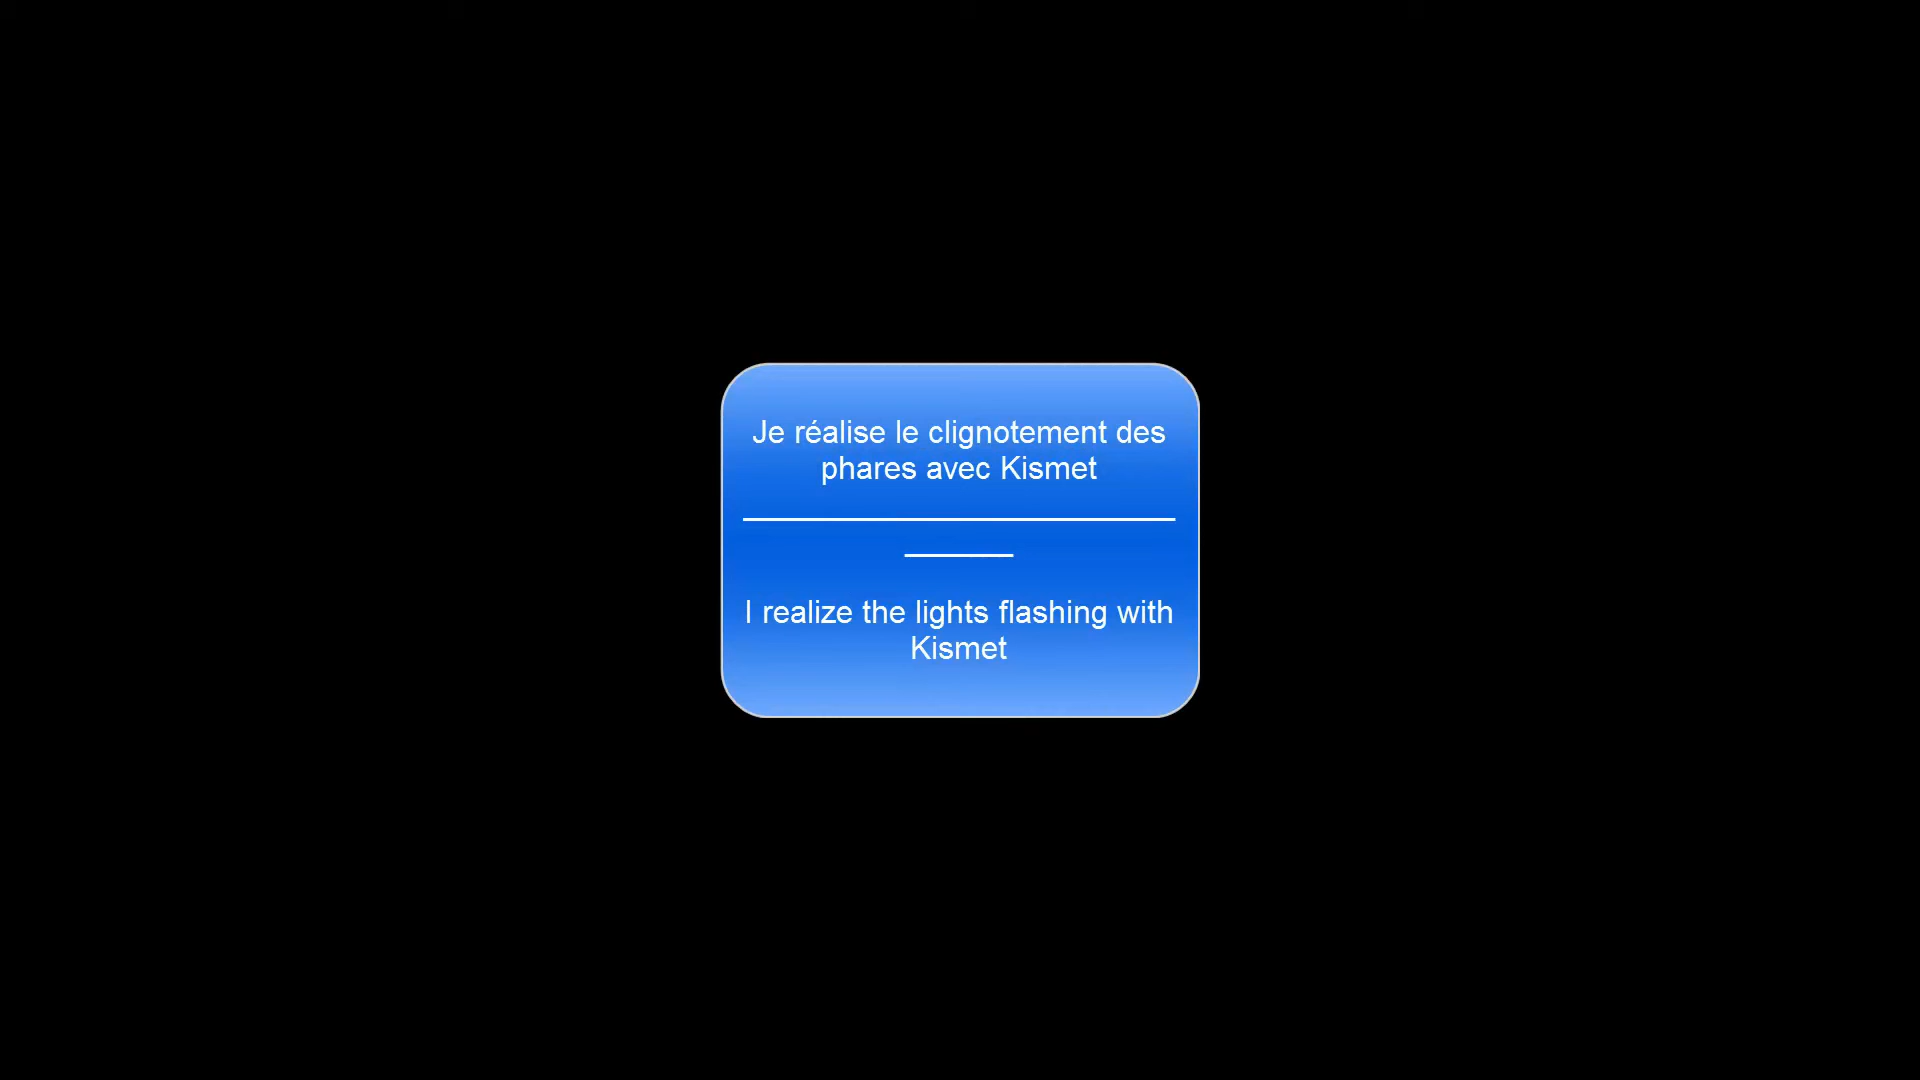 Je réalise le clignotement des
phares avec Kismet
I realize the lights flashing with
Kismet